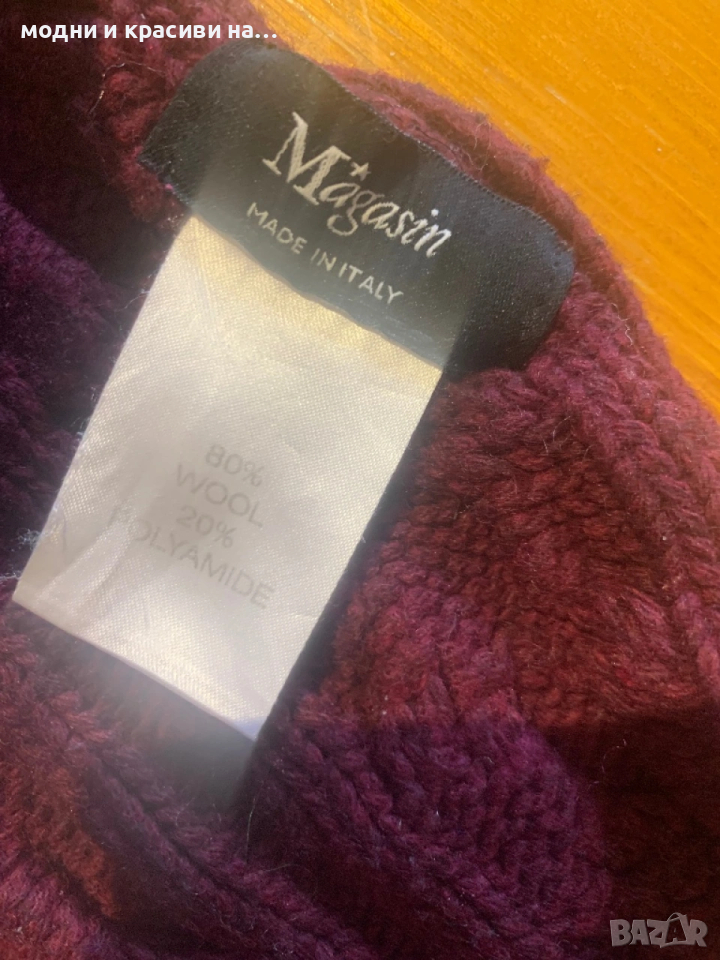 модни и красиви на...
Magasin
MADE IN ITALY
80%
WOOL
20%
POLYAMIDE
BAZAR